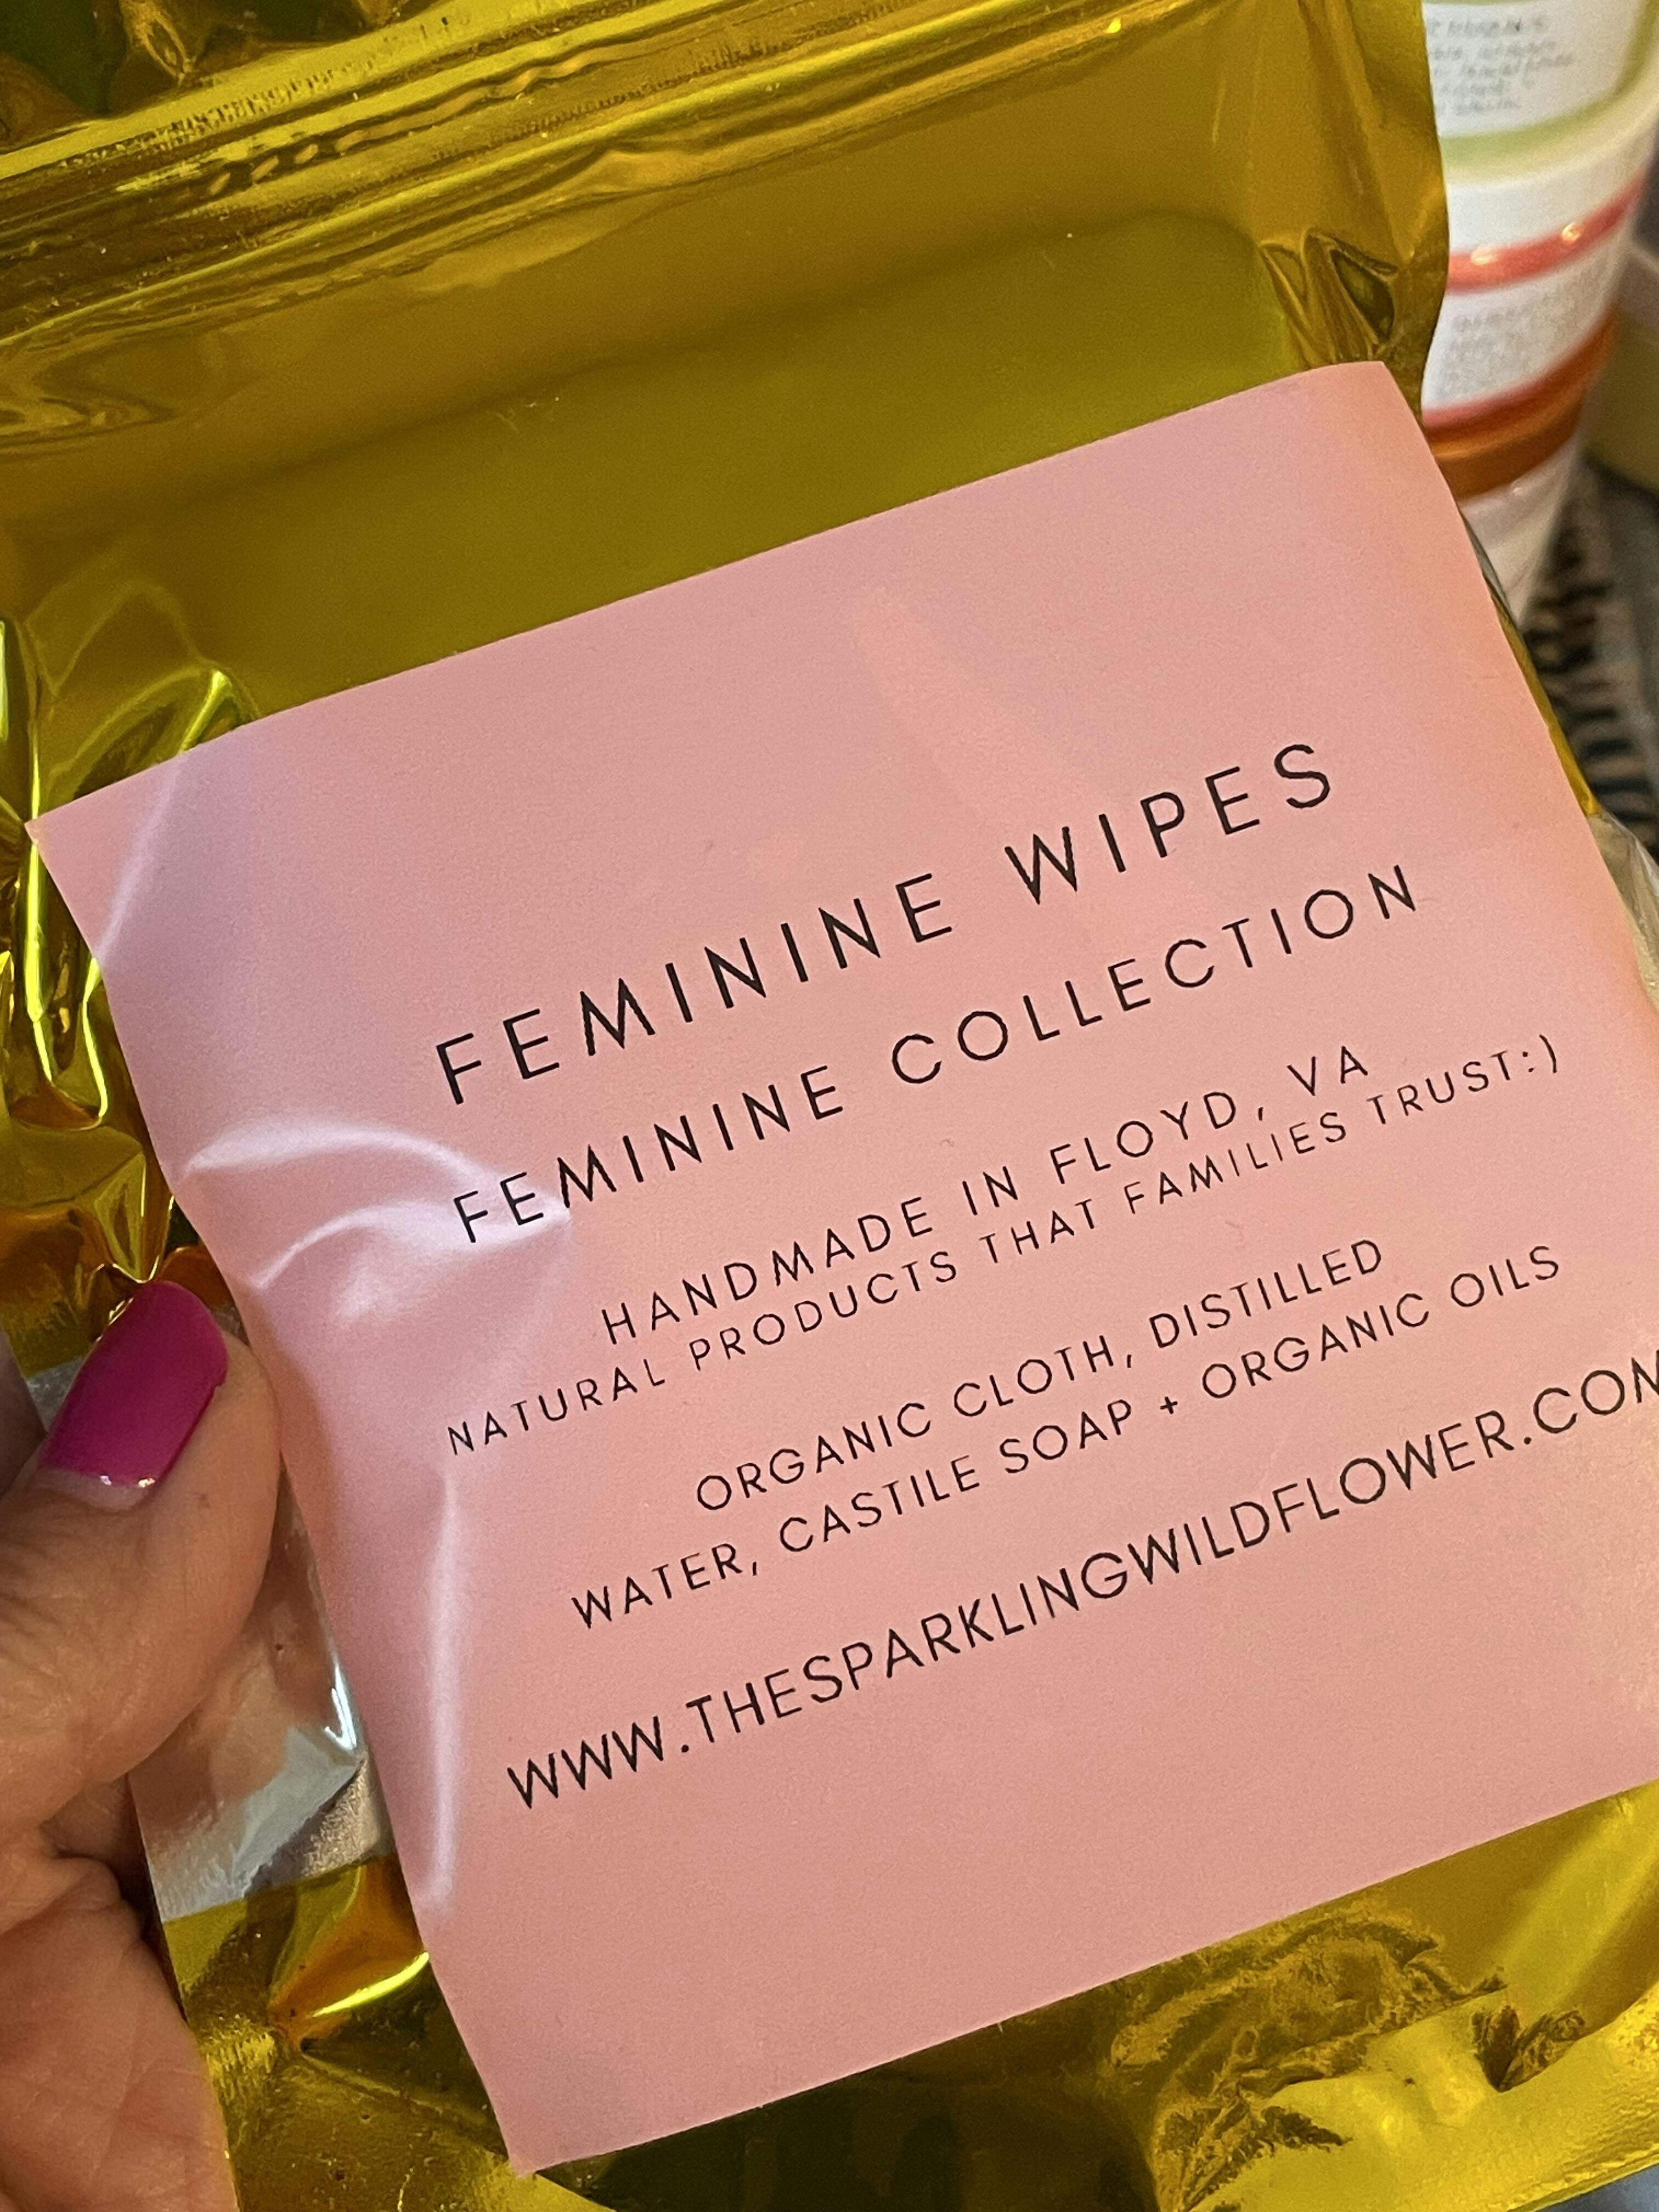 FEMININE WIPES
FEMININE COLLECTION
HANDMADE IN FLOYD, VA
NATURAL PRODUCTS THAT FAMILIES TRUST:)
ORGANIC CLOTH, DISTILLED
WATER, CASTILE SOAP + ORGANIC OILS
WWW.THESPARKLINGWILDFLOWER.COM